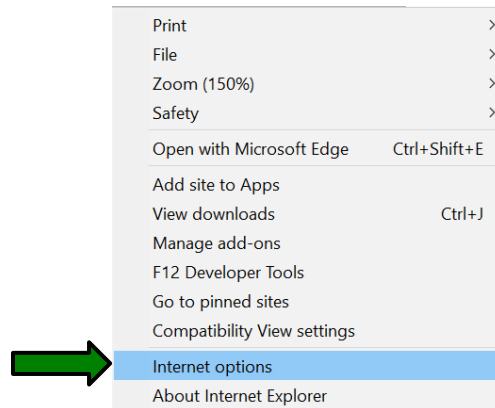 Print
File
Zoom (150%)
Safety
Open with Microsoft Edge Ctrl+Shift+E
Add site to Apps
View downloads Ctrl+J
Manage add-ons
F12 Developer Tools
Go to pinned sites
Compatibility View settings
Internet options
About Internet Explorer